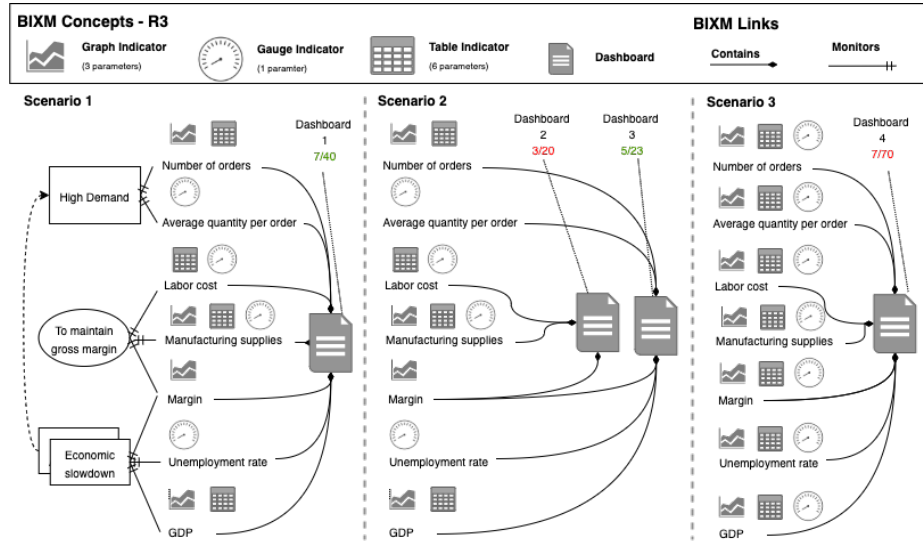 BIXM Concepts - R3
BIXM Links
Graph Indicator
(3 parameters)
Gauge Indicator
(1 paramter)
Table Indicator
(6 parameters)
Dashboard
Contains
Monitors
Scenario 1
High Demand
To maintain
gross margin
Economic
slowdown
Number of orders
Average quantity per order
Labor cost
Manufacturing supplies
Margin
Unemployment rate
GDP
Dashboard
1
7/40
Scenario 2
Number of orders
Average quantity per order
Labor cost
Manufacturing supplies
Margin
Unemployment rate
GDP
Dashboard
2
3/20
Dashboard
3
5/23
Scenario 3
Number of orders
Average quantity per order
Labor cost
Manufacturing supplies
Margin
Unemployment rate
GDP
Dashboard
4
7/70